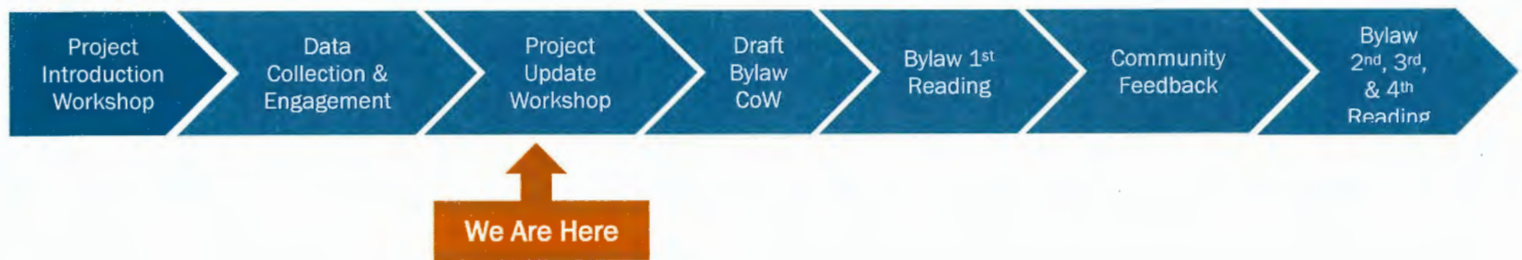 Project
Introduction
Workshop
Data
Collection &
Engagement
Project
Update
Workshop
Draft
Bylaw
CoW
Bylaw 1st
Reading
Community
Feedback
Bylaw
2nd, 3rd,
& 4th
Reading
We Are Here